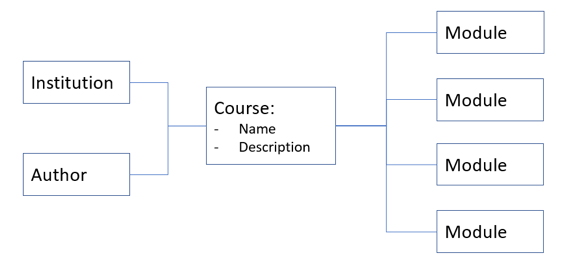 Institution
Author
Course:
- Name
- Description
Module
Module
Module
Module